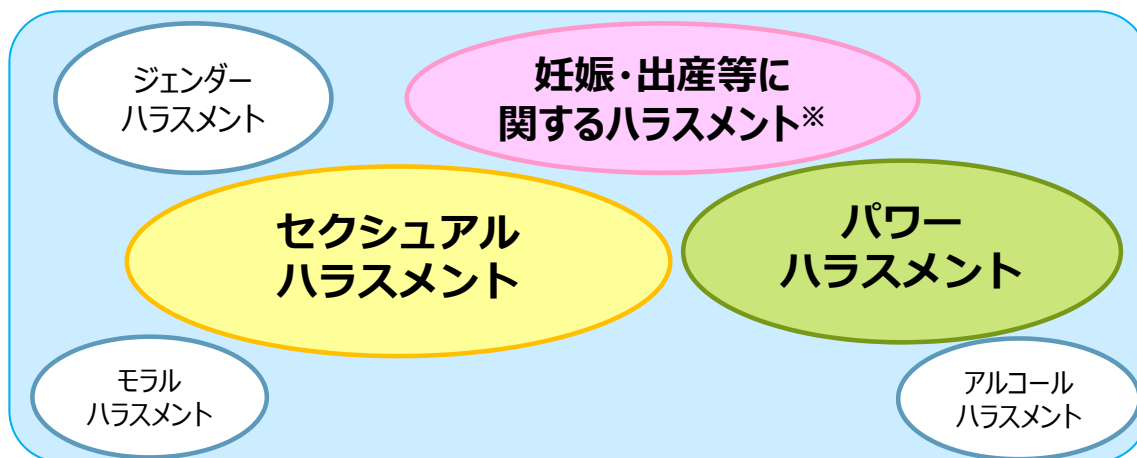 ジェンダー
ハラスメント
妊娠・出産等に
関するハラスメント※
セクシュアル
ハラスメント
パワー
ハラスメント
モラル
ハラスメント
アルコール
ハラスメント